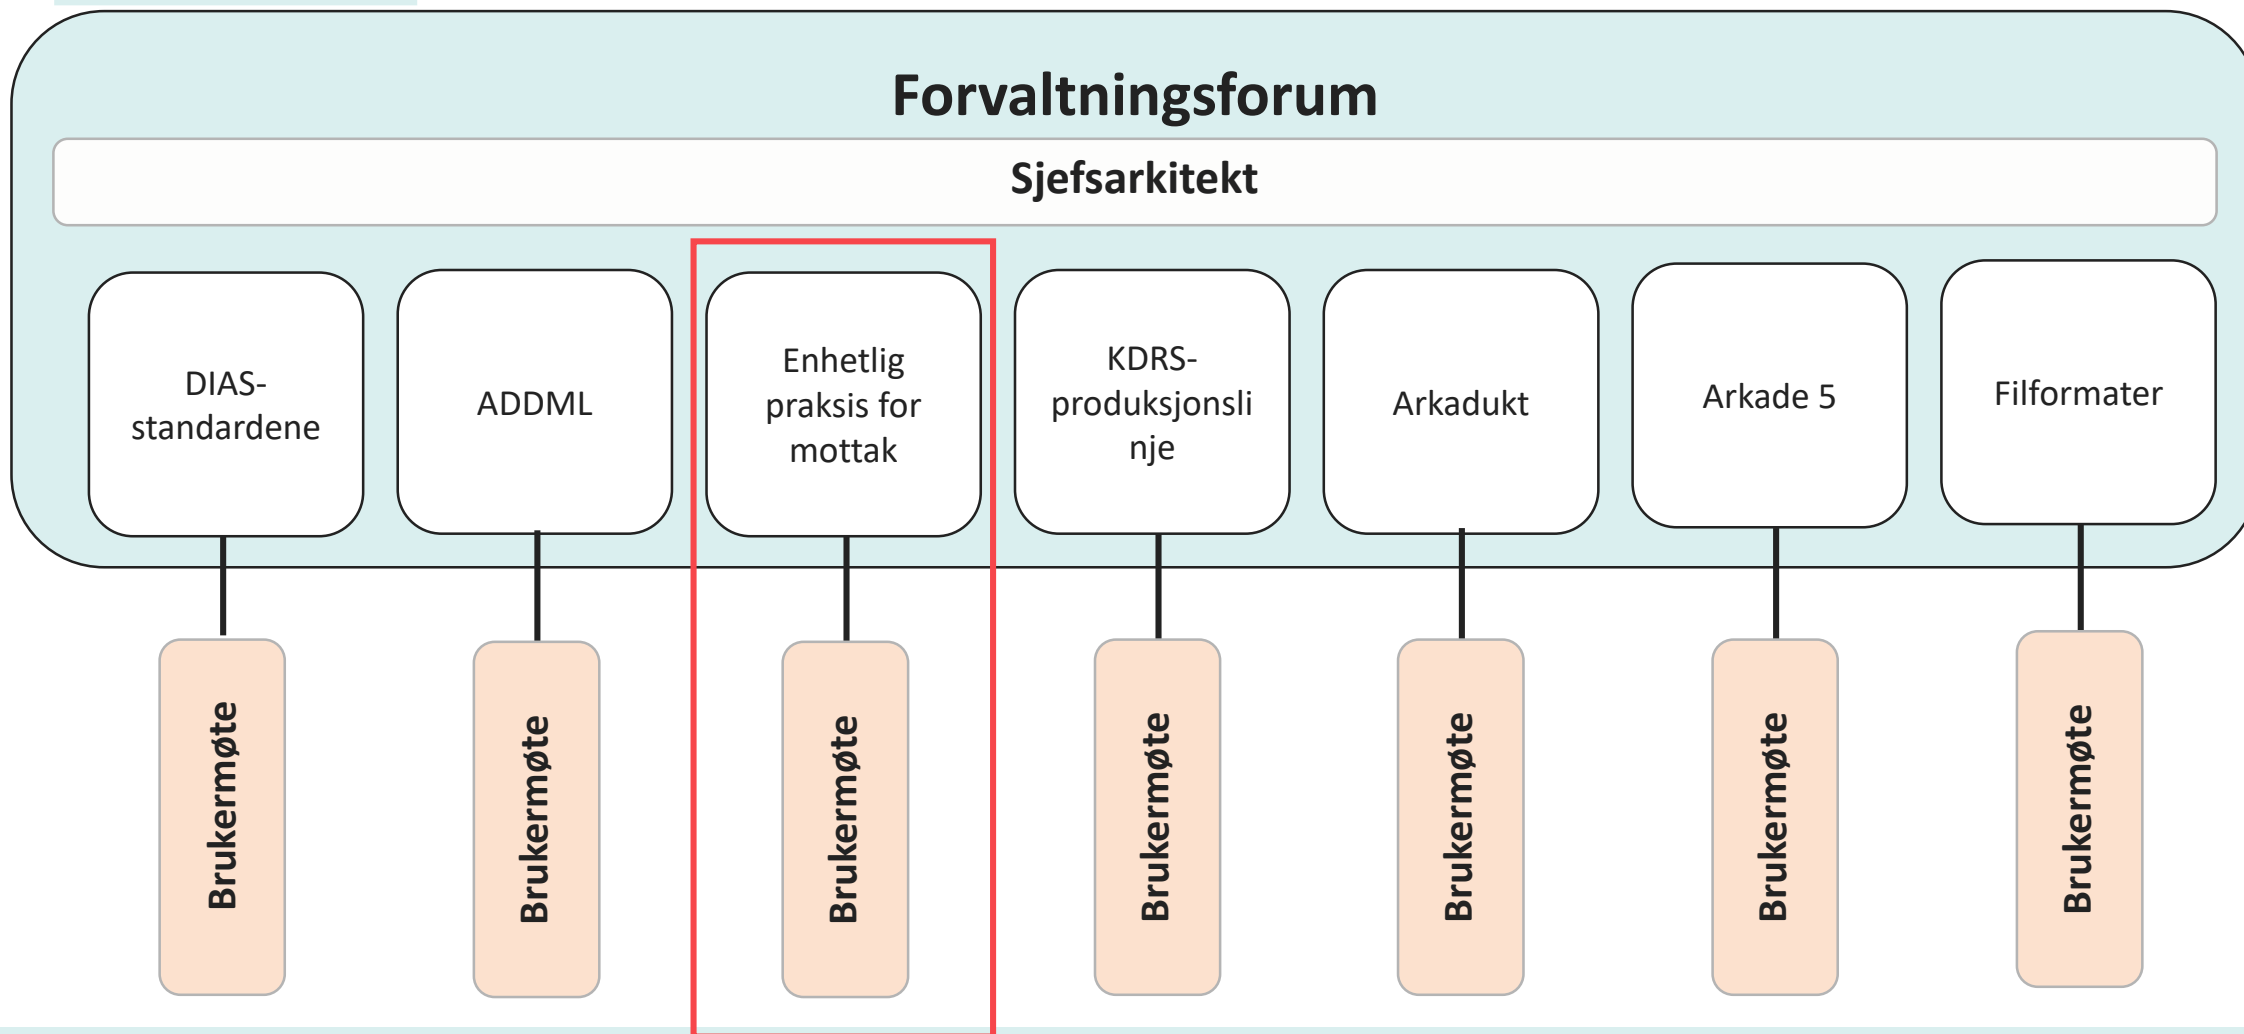 Forvaltningsforum
Sjefsarkitekt
DIAS-
standardene
ADDML
Enhetlig
praksis for
mottak
KDRS-
produksjonsli
nje
Arkadukt
Arkade 5
Filformater
Brukermøte
Brukermøte
Brukermøte
Brukermøte
Brukermøte
Brukermøte
Brukermøte